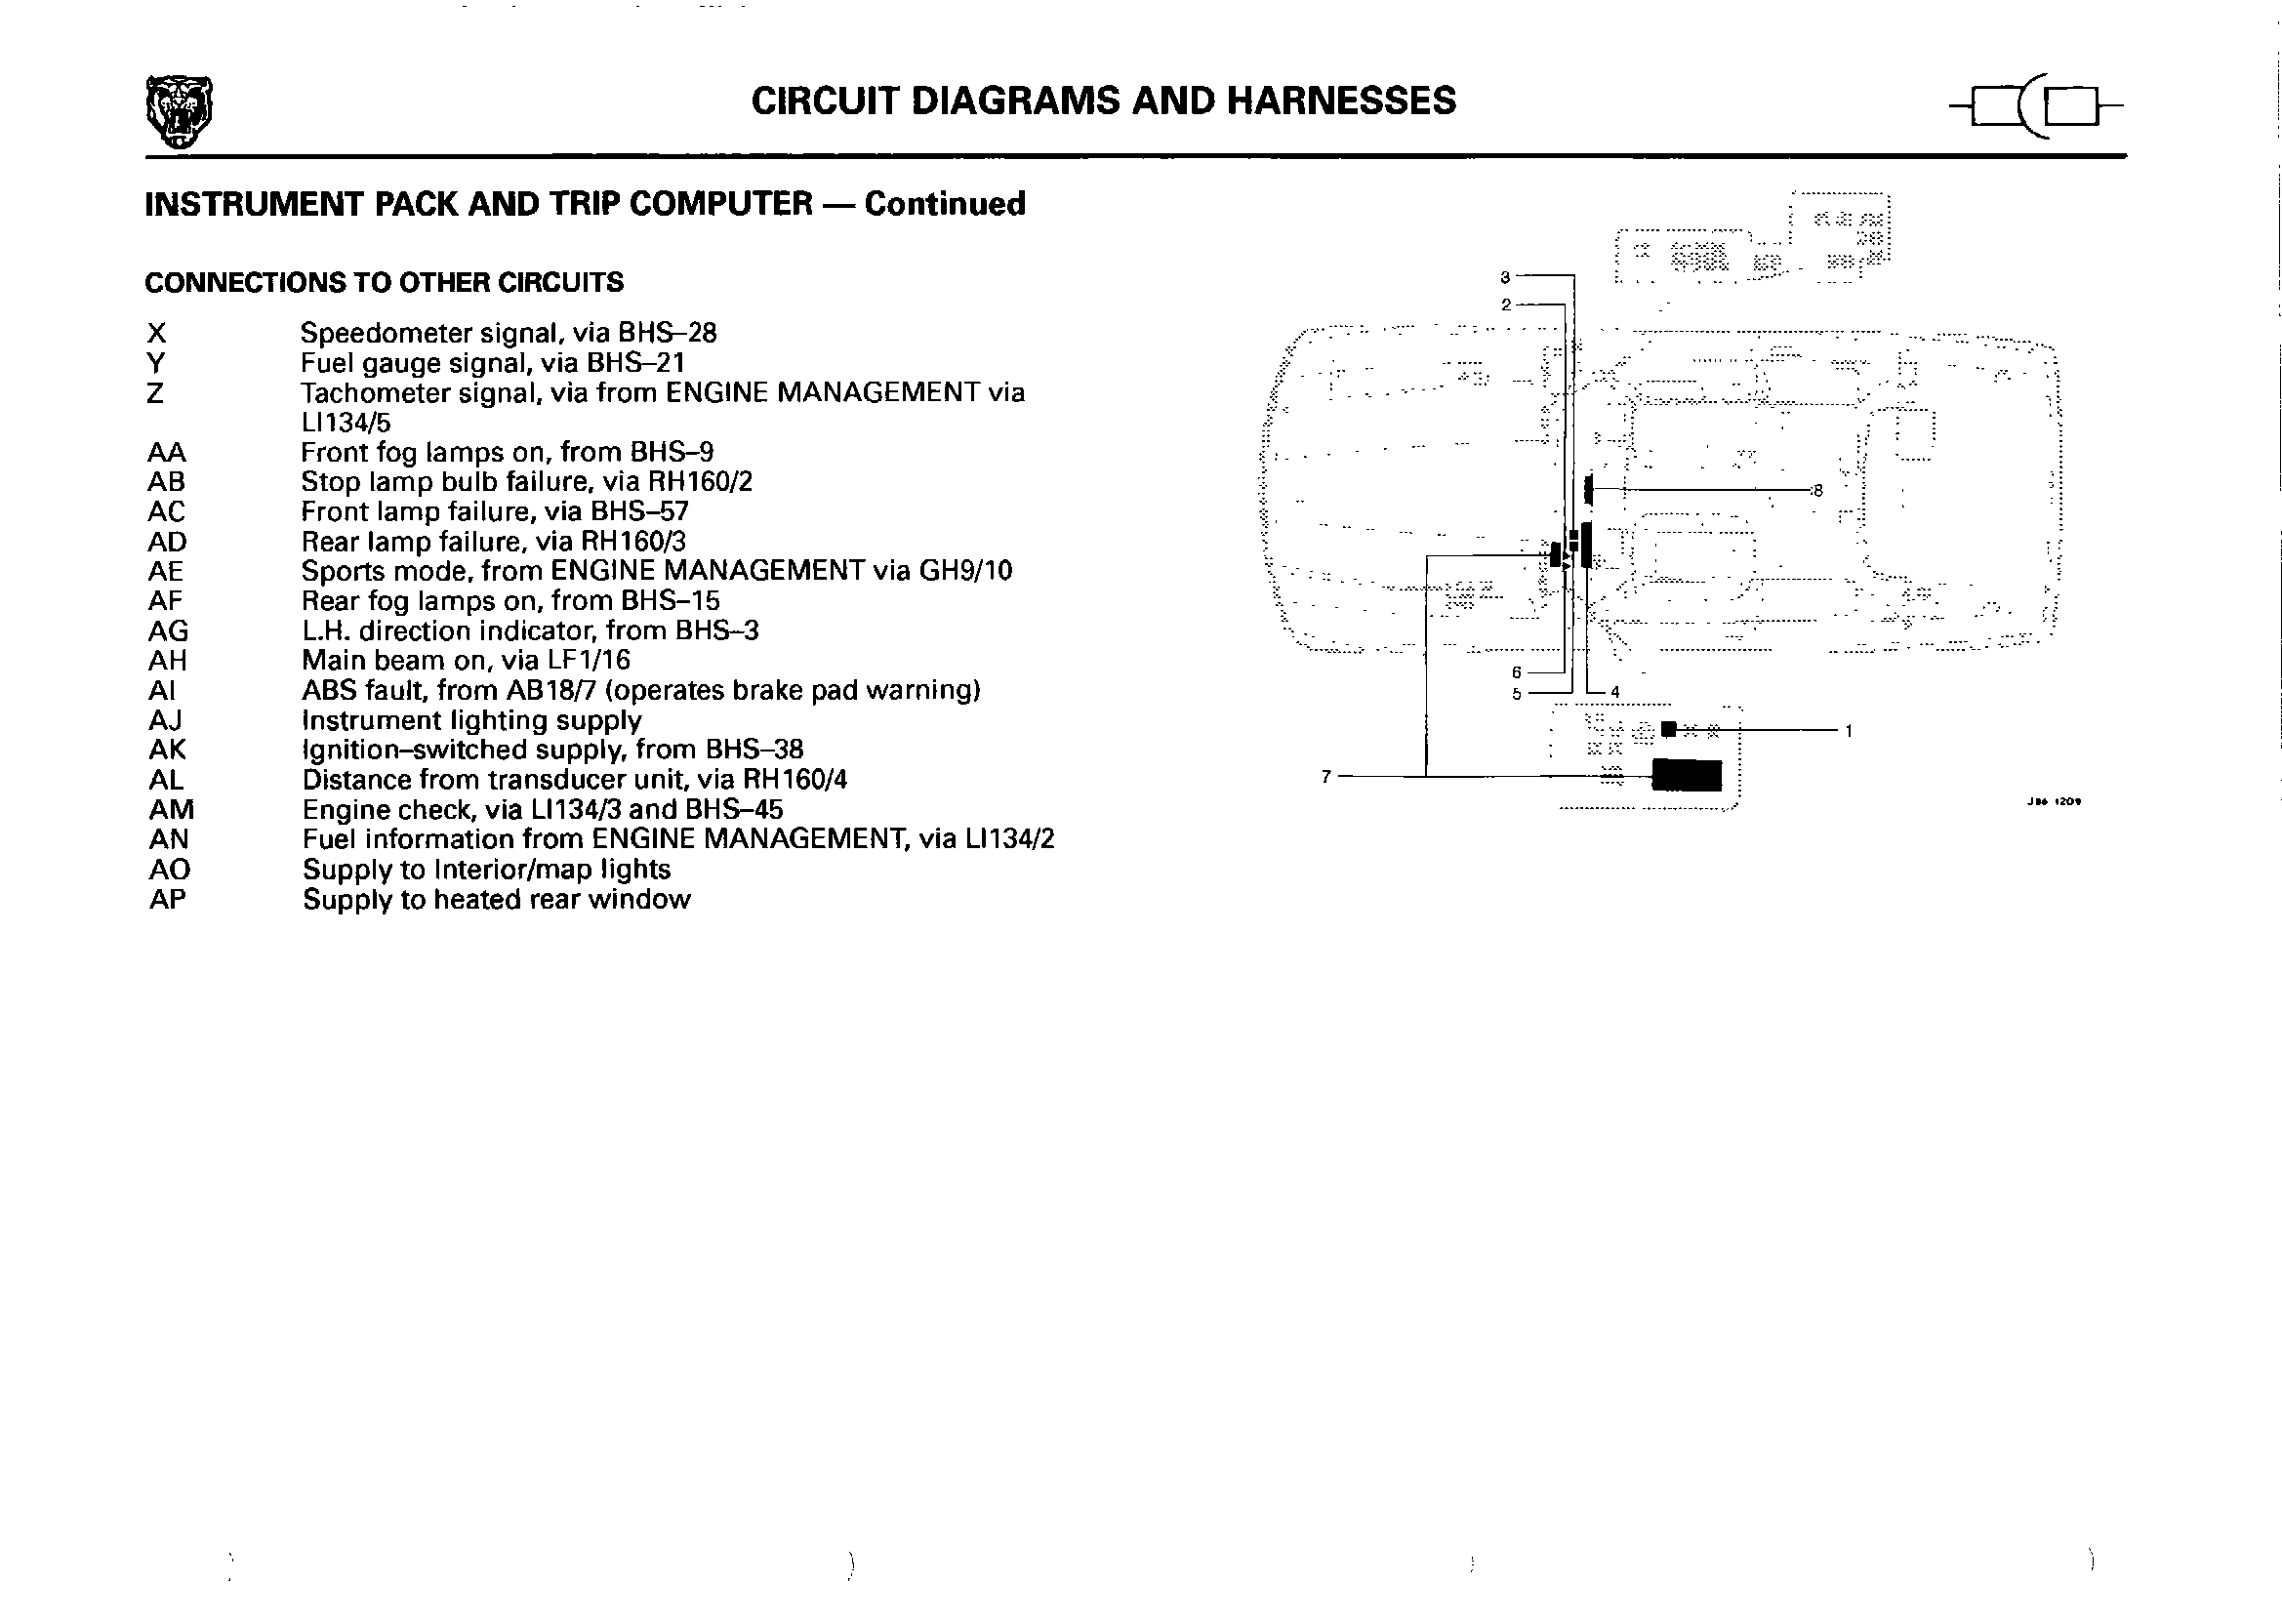 CIRCUIT DIAGRAMS AND HARNESSES
INSTRUMENT PACK AND TRIP COMPUTER — Continued
CONNECTIONS TO OTHER CIRCUITS
X Speedometer signal, via BHS–28
Y Fuel gauge signal, via BHS–21
Z Tachometer signal, via from ENGINE MANAGEMENT via
LI134/5
AA Front fog lamps on, from BHS–9
AB Stop lamp bulb failure, via RH160/2
AC Front lamp failure, via BHS–57
AD Rear lamp failure, via RH160/3
AE Sports mode, from ENGINE MANAGEMENT via GH9/10
AF Rear fog lamps on, from BHS–15
AG L.H. direction indicator, from BHS–3
AH Main beam on, via LF1/16
AI ABS fault, from AB18/7 (operates brake pad warning)
AJ Instrument lighting supply
AK Ignition–switched supply, from BHS–38
AL Distance from transducer unit, via RH160/4
AM Engine check, via LI134/3 and BHS–45
AN Fuel information from ENGINE MANAGEMENT, via LI134/2
AO Supply to Interior/map lights
AP Supply to heated rear window
3
2
8
6
5
4
1
7
J86 1209